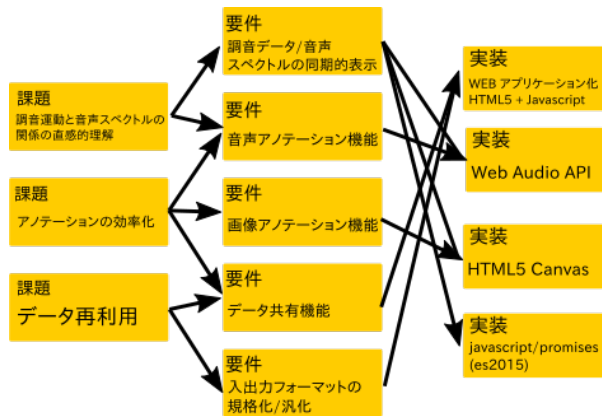 課題
調音運動と音声スペクトルの
関係の直感的理解
課題
アノテーションの効率化
課題
データ再利用
要件
調音データ/音声
スペクトルの同期的表示
要件
音声アノテーション機能
要件
画像アノテーション機能
要件
データ共有機能
要件
入出力フォーマットの
規格化/汎化
実装
WEB アプリケーション化
HTML5 + Javascript
実装
Web Audio API
実装
HTML5 Canvas
実装
javascript/promises
(es2015)